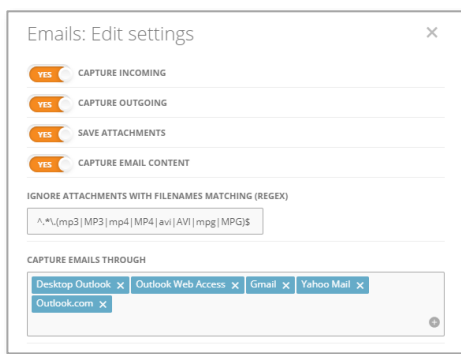 Emails: Edit settings ×
YES CAPTURE INCOMING
YES CAPTURE OUTGOING
YES SAVE ATTACHMENTS
YES CAPTURE EMAIL CONTENT
IGNORE ATTACHMENTS WITH FILENAMES MATCHING (REGEX)
^.*\.(mp3|MP3|mp4|MP4|avi|AVI|mpg|MPG)$
CAPTURE EMAILS THROUGH
Desktop Outlook × Outlook Web Access × Gmail × Yahoo Mail ×
Outlook.com ×